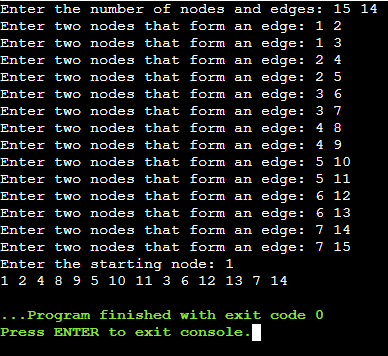 Enter the number of nodes and edges: 15 14
Enter two nodes that form an edge: 1 2
Enter two nodes that form an edge: 1 3
Enter two nodes that form an edge: 2 4
Enter two nodes that form an edge: 2 5
Enter two nodes that form an edge: 3 6
Enter two nodes that form an edge: 3 7
Enter two nodes that form an edge: 4 8
Enter two nodes that form an edge: 4 9
Enter two nodes that form an edge: 5 10
Enter two nodes that form an edge: 5 11
Enter two nodes that form an edge: 6 12
Enter two nodes that form an edge: 6 13
Enter two nodes that form an edge: 7 14
Enter two nodes that form an edge: 7 15
Enter the starting node: 1
1 2 4 8 9 5 10 11 3 6 12 13 7 14
...Program finished with exit code 0
Press ENTER to exit console.